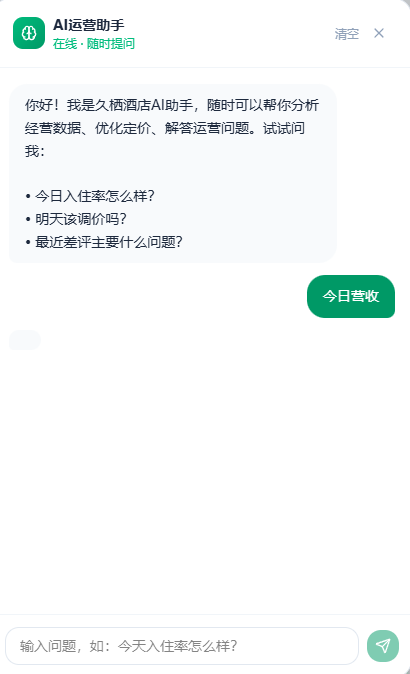 AI运营助手
在线 · 随时提问
清空
你好！我是久栖酒店AI助手，随时可以帮你分析
经营数据、优化定价、解答运营问题。试试问
我：
• 今日入住率怎么样？
• 明天该调价吗？
• 最近差评主要什么问题？
今日营收
输入问题，如：今天入住率怎么样？